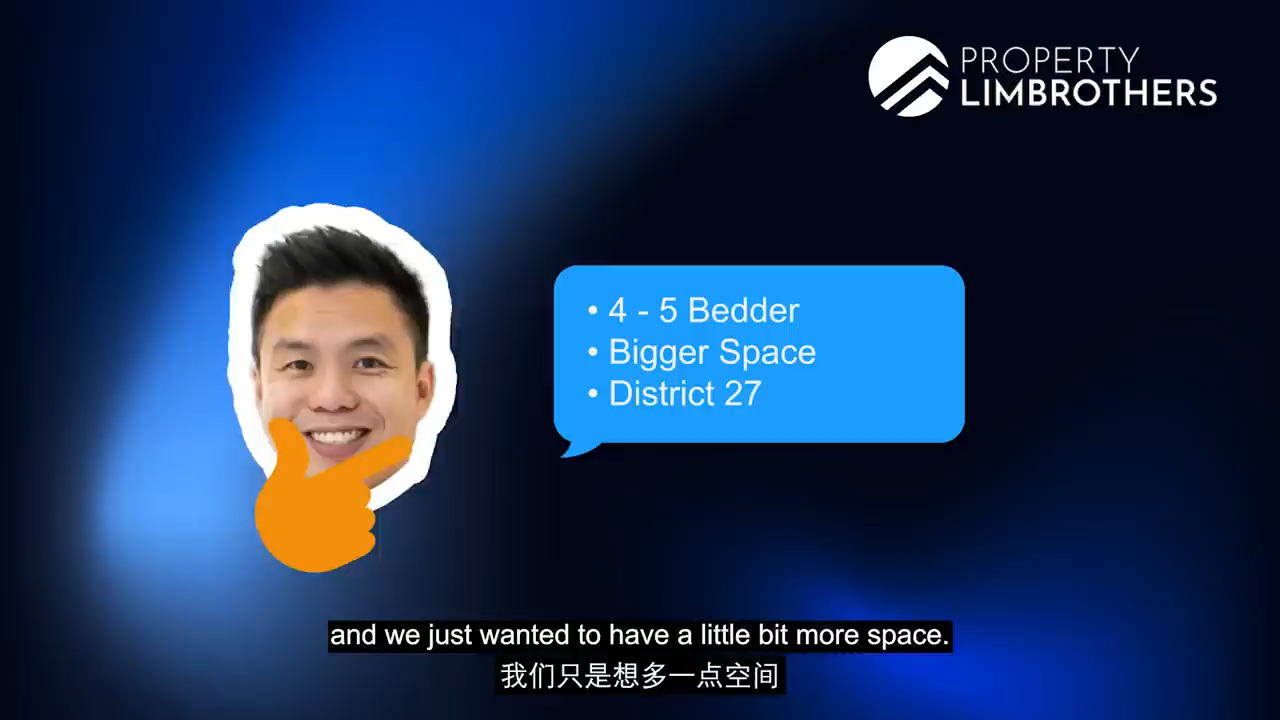 PROPERTY
LIMBROTHERS
• 4 - 5 Bedder
• Bigger Space
• District 27
and we just wanted to have a little bit more space.
我们只是想多一点空间